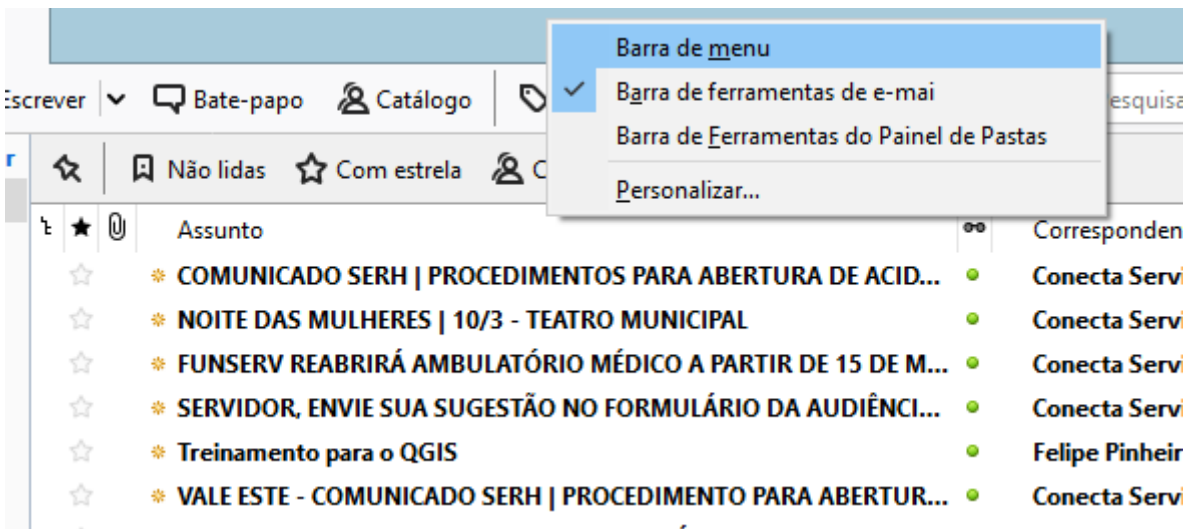 Barra de menu
Escrever Bate-papo Catálogo
Barra de ferramentas de e-mai
Barra de Ferramentas do Painel de Pastas
Personalizar...
Não lidas Com estrela
Assunto Corresponden
COMUNICADO SERH | PROCEDIMENTOS PARA ABERTURA DE ACID... Conecta Servi
NOITE DAS MULHERES | 10/3 - TEATRO MUNICIPAL Conecta Servi
FUNSERV REABRIRÁ AMBULATÓRIO MÉDICO A PARTIR DE 15 DE M... Conecta Servi
SERVIDOR, ENVIE SUA SUGESTÃO NO FORMULÁRIO DA AUDIÊNCI... Conecta Servi
Treinamento para o QGIS Felipe Pinheir
VALE ESTE - COMUNICADO SERH | PROCEDIMENTO PARA ABERTUR... Conecta Servi